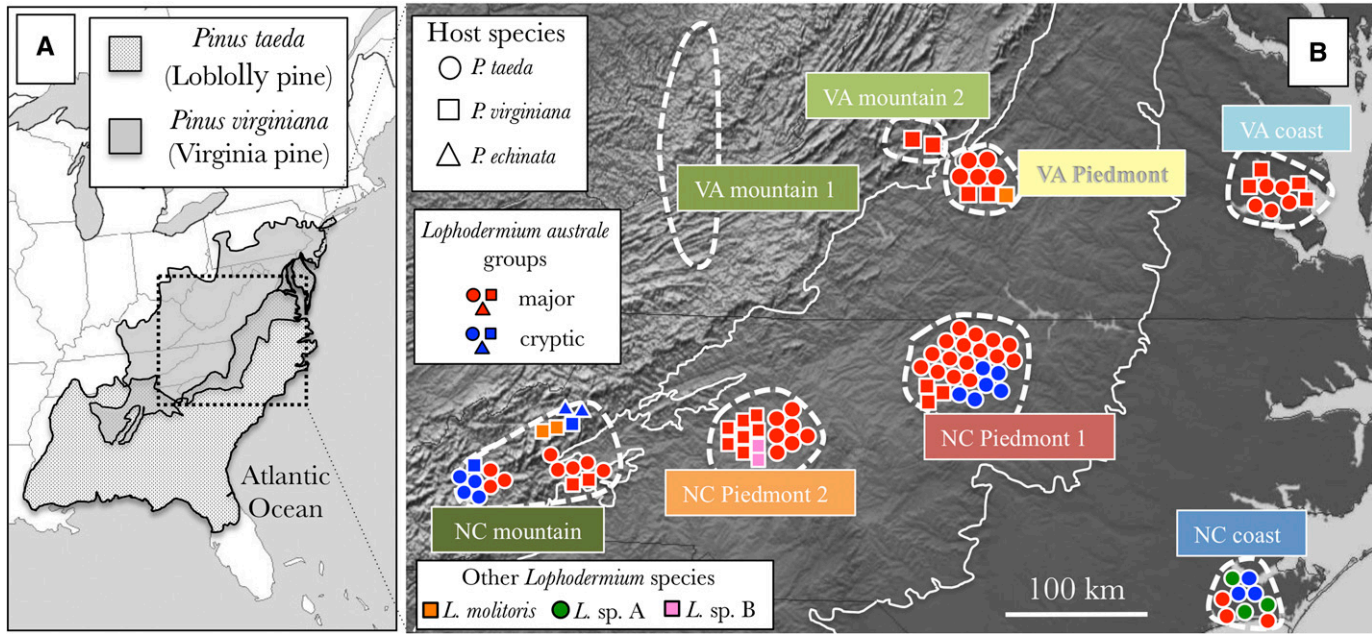 A
Pinus taeda
(Loblolly pine)
Pinus virginiana
(Virginia pine)
Atlantic
Ocean
B
Host species
P. taeda
P. virginiana
P. echinata
Lophodermium australe
groups
major
cryptic
VA mountain 1
VA mountain 2
VA Piedmont
VA coast
NC Piedmont 1
NC Piedmont 2
NC mountain
NC coast
Other Lophodermium species
L. molitoris L. sp. A L. sp. B
100 km